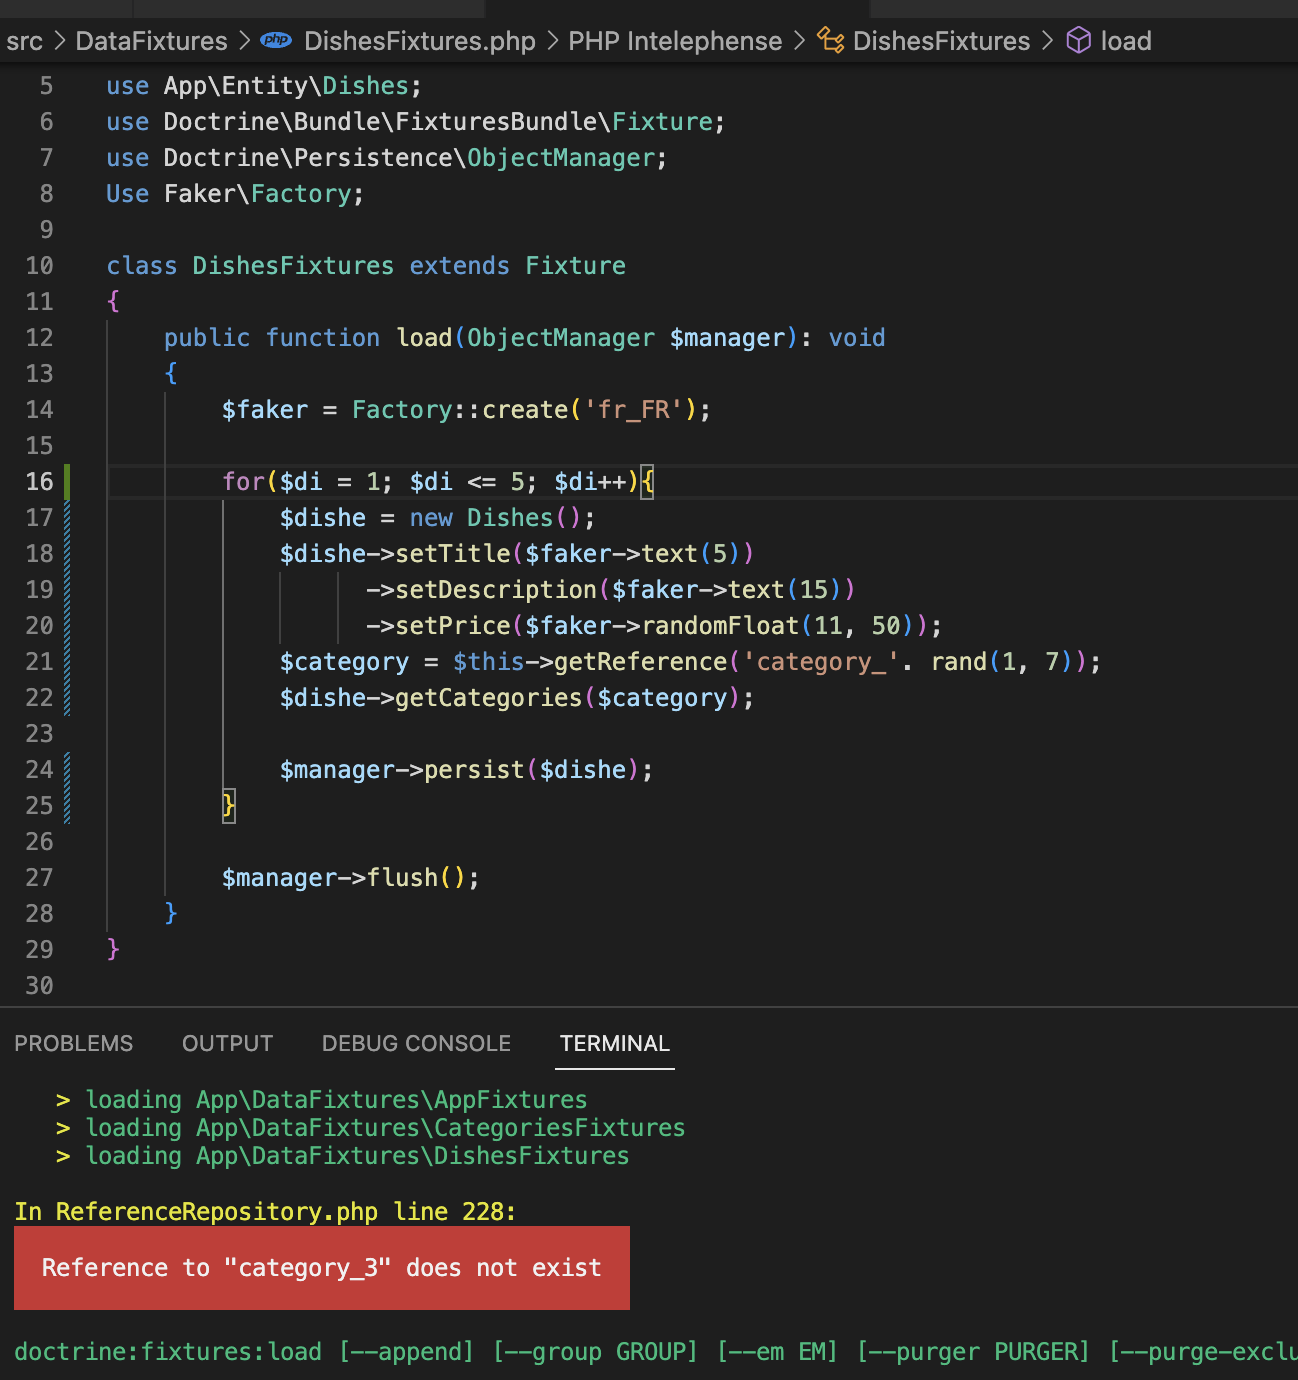 src > DataFixtures > php DishesFixtures.php > PHP Intelephense > DishesFixtures > load
5 use App\Entity\Dishes;
6 use Doctrine\Bundle\FixturesBundle\Fixture;
7 use Doctrine\Persistence\ObjectManager;
8 Use Faker\Factory;
9
10 class DishesFixtures extends Fixture
11 {
12 public function load(ObjectManager $manager): void
13 {
14 $faker = Factory::create('fr_FR');
15
16 for($di = 1; $di <= 5; $di++){
17 $dishe = new Dishes();
18 $dishe->setTitle($faker->text(5))
19 ->setDescription($faker->text(15))
20 ->setPrice($faker->randomFloat(11, 50));
21 $category = $this->getReference('category_'. rand(1, 7));
22 $dishe->getCategories($category);
23
24 $manager->persist($dishe);
25 }
26
27 $manager->flush();
28 }
29 }
30
PROBLEMS OUTPUT DEBUG CONSOLE TERMINAL
> loading App\DataFixtures\AppFixtures
> loading App\DataFixtures\CategoriesFixtures
> loading App\DataFixtures\DishesFixtures
In ReferenceRepository.php line 228:
Reference to "category_3" does not exist
doctrine:fixtures:load [--append] [--group GROUP] [--em EM] [--purger PURGER] [--purge-exclu